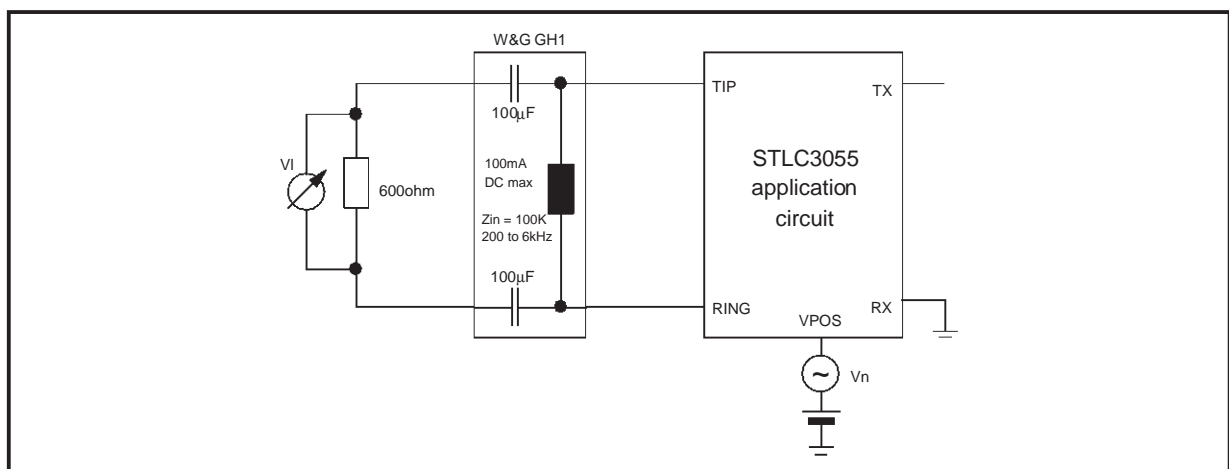 W&G GH1
TIP
TX
100μF
VI
100mA
DC max
STLC3055
application
circuit
600ohm
Zin = 100K
200 to 6kHz
100μF
RING
RX
VPOS
~
Vn